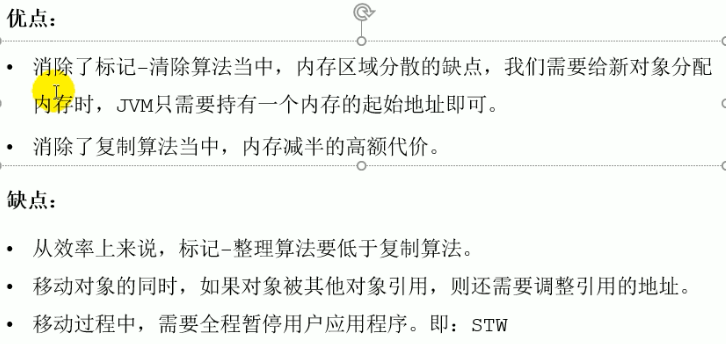 优点：
• 消除了标记-清除算法当中，内存区域分散的缺点，我们需要给新对象分配
内存时，JVM只需要持有一个内存的起始地址即可。
• 消除了复制算法当中，内存减半的高额代价。
缺点：
• 从效率上来说，标记-整理算法要低于复制算法。
• 移动对象的同时，如果对象被其他对象引用，则还需要调整引用的地址。
• 移动过程中，需要全程暂停用户应用程序。即：STW